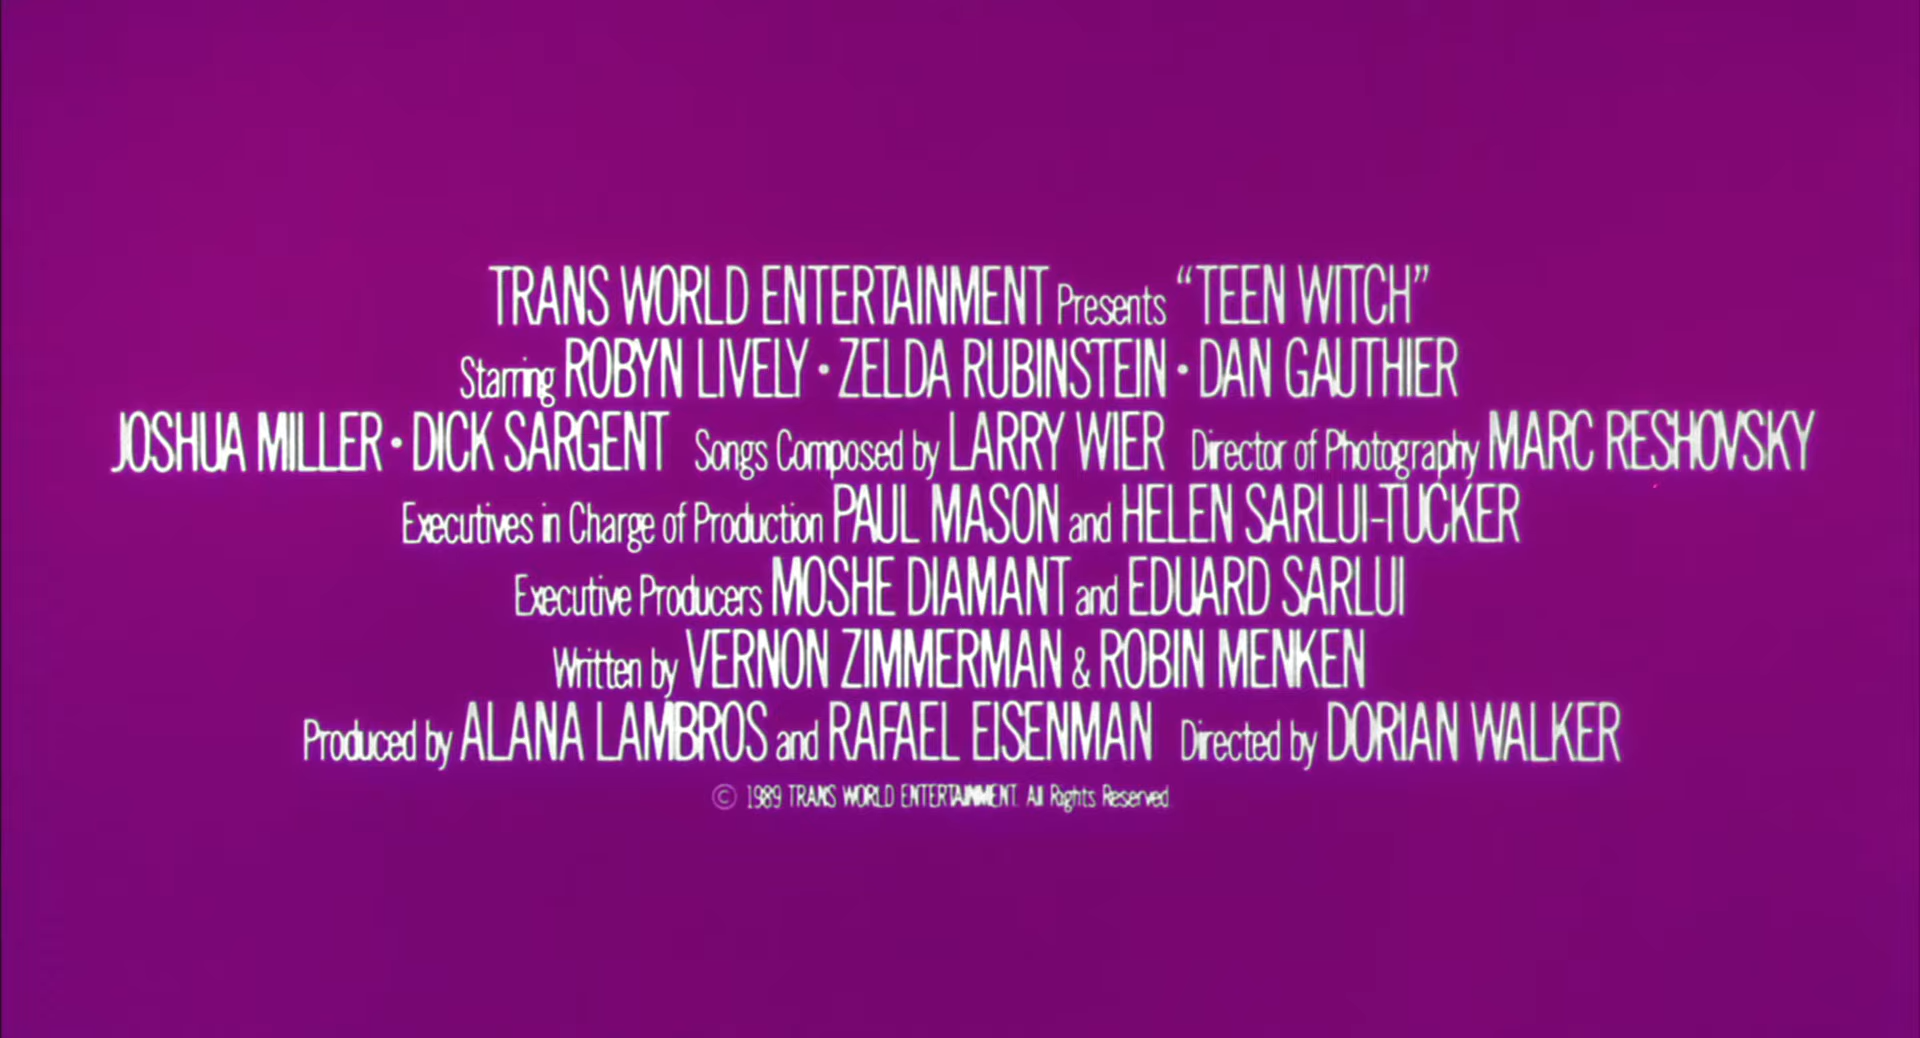 TRANS WORLD ENTERTAINMENT Presents “TEEN WITCH”
Starring ROBYN LIVELY • ZELDA RUBINSTEIN • DAN GAUTHIER
JOSHUA MILLER • DICK SARGENT Songs Composed by LARRY WEIR Director of Photography MARC RESHOVSKY
Executives in Charge of Production PAUL MASON and HELEN SARLUI-TUCKER
Executive Producers MOSHE DIAMANT and EDUARD SARLUI
Written by VERNON ZIMMERMAN & ROBIN MENKEN
Produced by ALANA LAMBROS and RAFAEL EISENMAN Directed by DORIAN WALKER
© 1989 TRANS WORLD ENTERTAINMENT. All Rights Reserved.